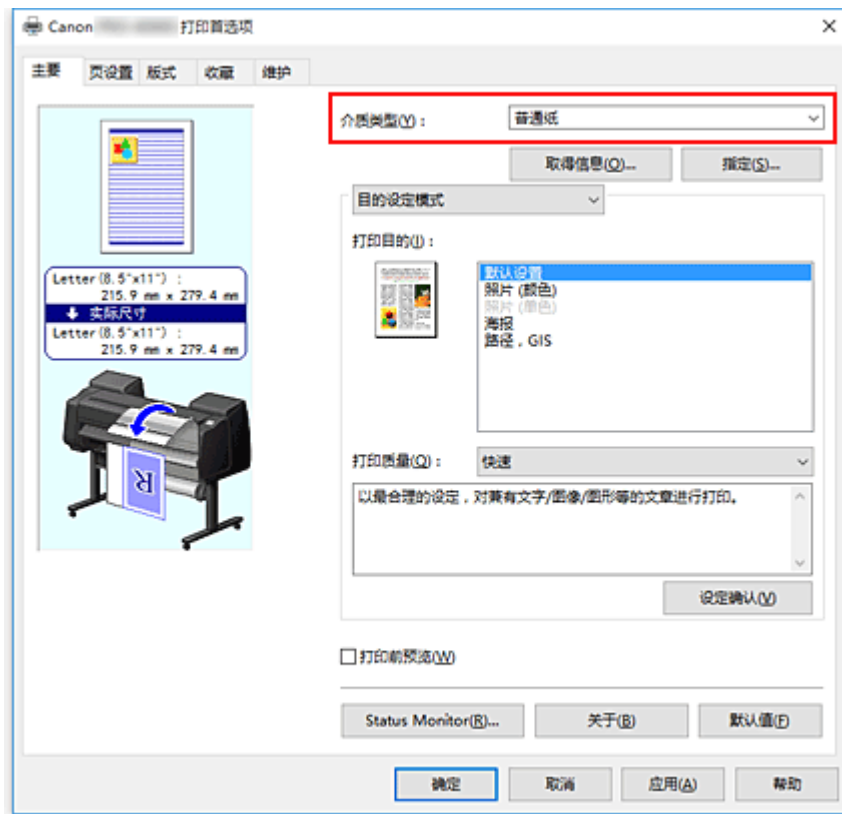 Canon 打印首选项
主要 页设置 版式 收藏 维护
介质类型(Y)： 普通纸
取得信息(O)... 指定(S)...
目的设定模式
打印目的(I)：
默认设置
照片 (颜色)
照片 (单色)
海报
路径，GIS
Letter(8.5"x11") :
215.9 mm x 279.4 mm
实际尺寸
Letter(8.5"x11") :
215.9 mm x 279.4 mm
R
打印质量(Q)： 快速
以最合理的设定，对兼有文字/图像/图形等的文章进行打印。
设定确认(V)
打印前预览(W)
Status Monitor(R)... 关于(B) 默认值(F)
确定 取消 应用(A) 帮助